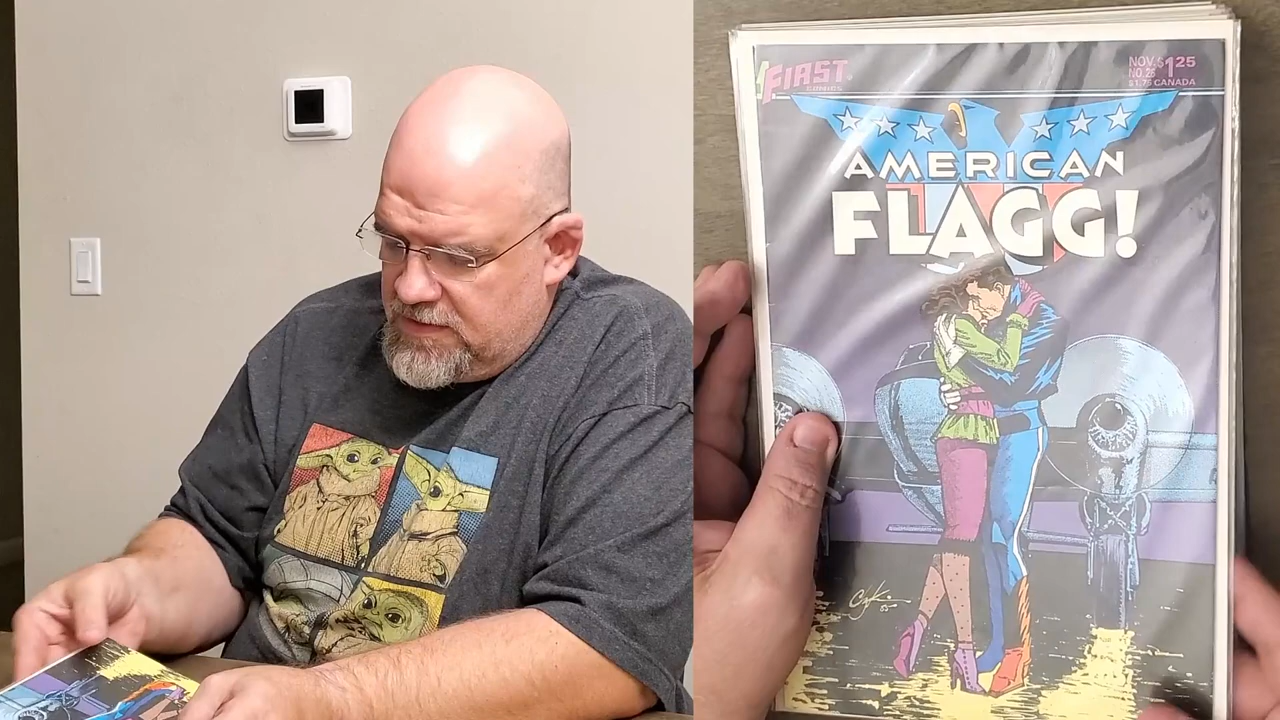 FIRST
COMICS
NOV. $1.25
NO. 26
$1.75 CANADA
AMERICAN
FLAGG!